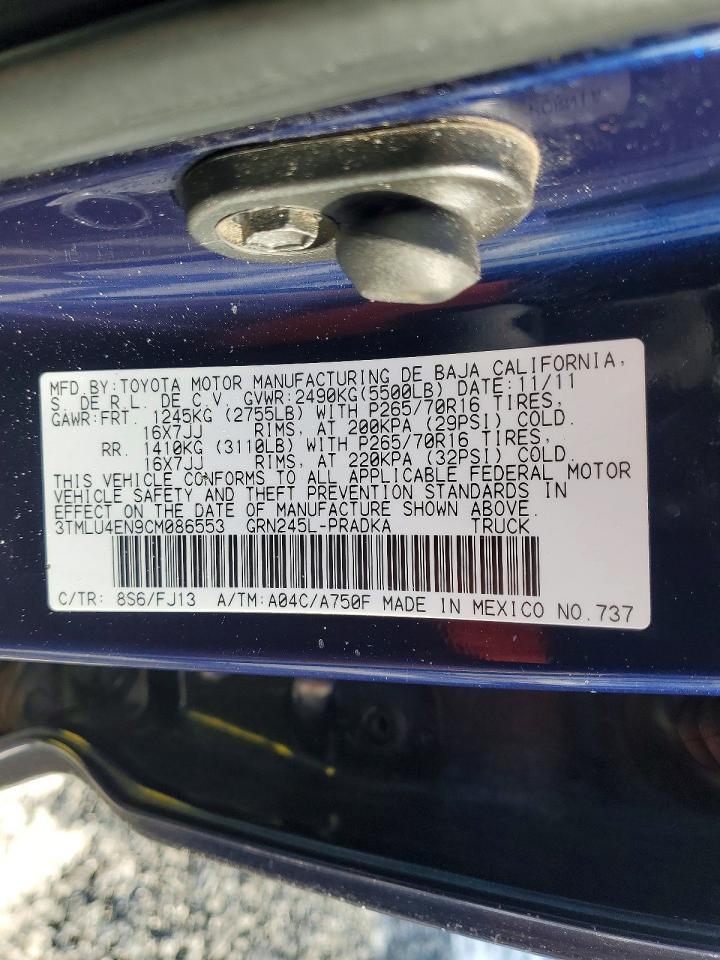 MFD.BY:TOYOTA MOTOR MANUFACTURING DE BAJA CALIFORNIA,
S. DE R.L. DE C.V. GVWR:2490KG(5500LB) DATE:11/11
GAWR:FRT. 1245KG (2755LB) WITH P265/70R16 TIRES,
16X7JJ RIMS, AT 200KPA (29PSI) COLD.
RR. 1410KG (3110LB) WITH P265/70R16 TIRES,
16X7JJ RIMS, AT 220KPA (32PSI) COLD.
THIS VEHICLE CONFORMS TO ALL APPLICABLE FEDERAL MOTOR
VEHICLE SAFETY AND THEFT PREVENTION STANDARDS IN
EFFECT ON THE DATE OF MANUFACTURE SHOWN ABOVE.
3TMLU4EN9CM086553 GRN245L-PRADKA TRUCK
C/TR: 8S6/FJ13 A/TM:A04C/A750F MADE IN MEXICO NO.737